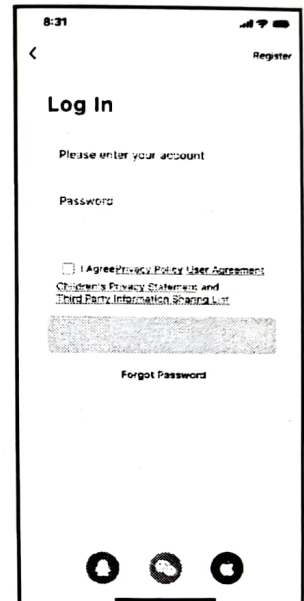 8:31
Register
Log In
Please enter your account
Password
I AgreePrivacy Policy User Agreement
Children's Privacy Statement and
Third Party Information Sharing List
Forgot Password